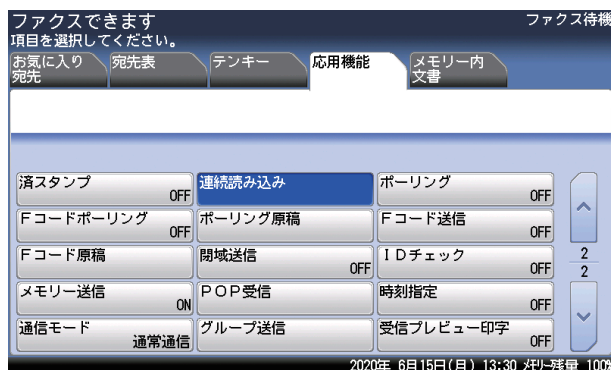 ファクスできます
ファクス待機
項目を選択してください。
お気に入り
宛先
宛先表
テンキー
応用機能
メモリー内
文書
済スタンプ
OFF
連続読み込み
ポーリング
OFF
Fコードポーリング
OFF
ポーリング原稿
Fコード送信
OFF
Fコード原稿
閉域送信
OFF
IDチェック
OFF
2
2
メモリー送信
ON
POP受信
時刻指定
OFF
通信モード
通常通信
グループ送信
受信プレビュー印字
OFF
2020年 6月15日(月) 13:30 メモリー残量 100%